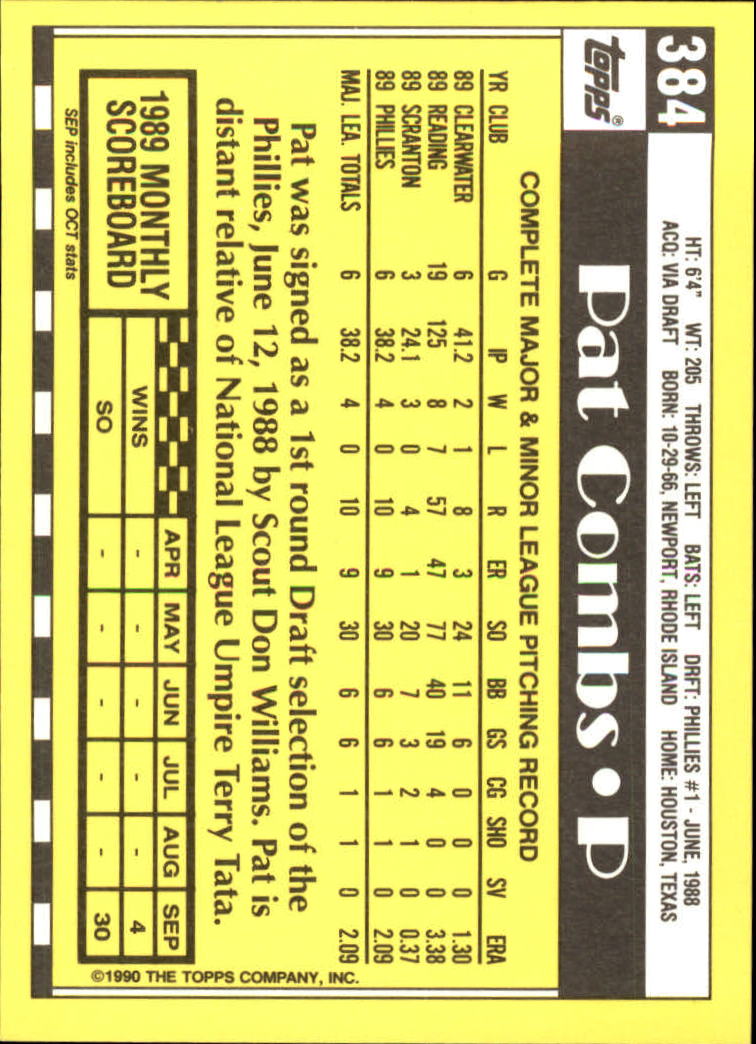 384
HT: 6'4" WT: 205 THROWS: LEFT BATS: LEFT DRFT: PHILLIES #1 - JUNE, 1988
ACQ: VIA DRAFT BORN: 10-29-66, NEWPORT, RHODE ISLAND HOME: HOUSTON, TEXAS
TOPPS®
Pat Combs • P
COMPLETE MAJOR & MINOR LEAGUE PITCHING RECORD
YR CLUB G IP W L R ER SO BB GS CG SHO SV ERA
89 CLEARWATER 6 41.2 2 1 8 3 24 11 6 0 0 0 1.30
89 READING 19 125 8 7 57 47 77 40 19 4 0 0 3.38
89 SCRANTON 3 24.1 3 0 4 1 20 7 3 2 1 0 0.37
89 PHILLIES 6 38.2 4 0 10 9 30 6 6 1 1 0 2.09
MAJ. LEA. TOTALS 6 38.2 4 0 10 9 30 6 6 1 1 0 2.09
Pat was signed as a 1st round Draft selection of the
Phillies, June 12, 1988 by Scout Don Williams. Pat is
distant relative of National League Umpire Terry Tata.
1989 MONTHLY
SCOREBOARD
APR MAY JUN JUL AUG SEP
WINS - - - - - 4
SO - - - - - 30
SEP includes OCT stats
©1990 THE TOPPS COMPANY, INC.